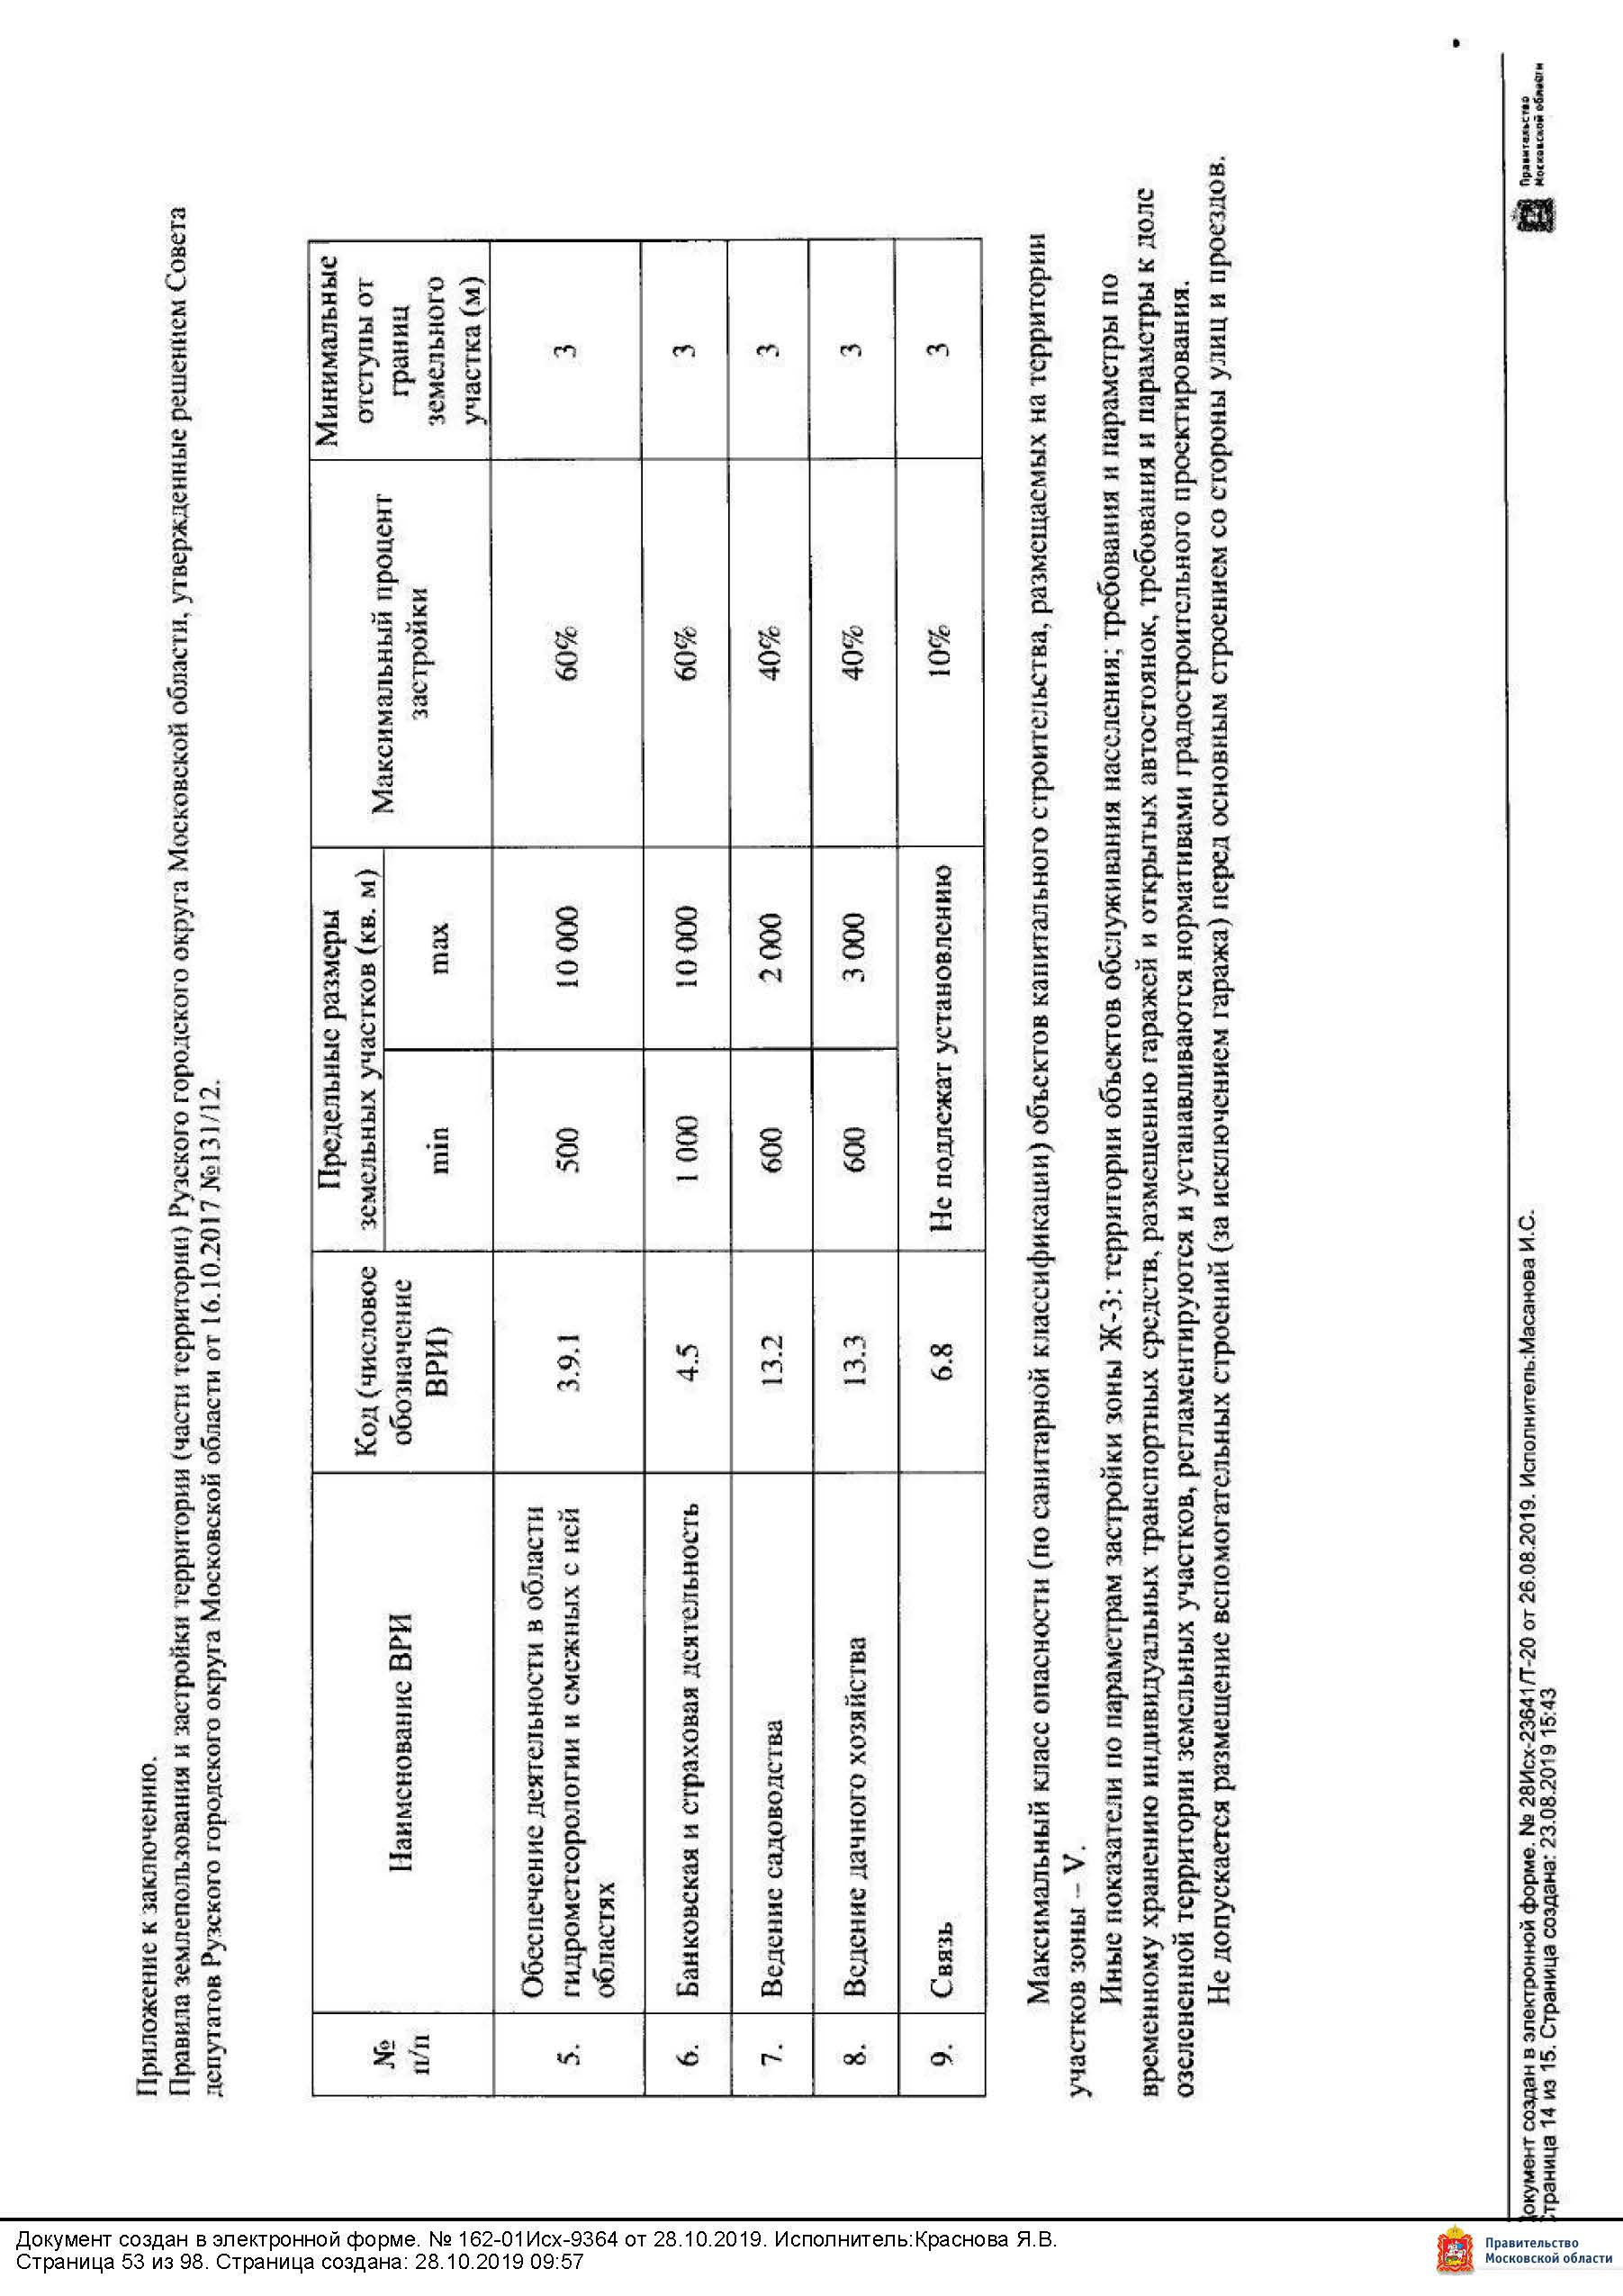 Приложение к заключению.
Правила землепользования и застройки территории (части территории) Рузского городского округа Московской области, утвержденные решением Совета
депутатов Рузского городского округа Московской области от 16.10.2017 №131/12.
№ п/п
Наименование ВРИ
Код (числовое обозначение ВРИ)
Предельные размеры земельных участков (кв. м)
min
max
Максимальный процент застройки
Минимальные отступы от границ земельного участка (м)
5. Обеспечение деятельности в области гидрометеорологии и смежных с ней областях 3.9.1 500 10 000 60% 3
6. Банковская и страховая деятельность 4.5 1 000 10 000 60% 3
7. Ведение садоводства 13.2 600 2 000 40% 3
8. Ведение дачного хозяйства 13.3 600 3 000 40% 3
9. Связь 6.8 Не подлежат установлению 10% 3
Максимальный класс опасности (по санитарной классификации) объектов капитального строительства, размещаемых на территории
участков зоны – V.
Иные показатели по параметрам застройки зоны Ж-3: территории объектов обслуживания населения; требования и параметры по
временному хранению индивидуальных транспортных средств, размещению гаражей и открытых автостоянок, требования и параметры к доле
озелененной территории земельных участков, регламентируются и устанавливаются нормативами градостроительного проектирования.
Не допускается размещение вспомогательных строений (за исключением гаража) перед основным строением со стороны улиц и проездов.
Документ создан в электронной форме. № 28Исх-23641/Т-20 от 26.08.2019. Исполнитель:Масанова И.С.
Страница 14 из 15. Страница создана: 23.08.2019 15:43
Правительство
Московской области
Документ создан в электронной форме. № 162-01Исх-9364 от 28.10.2019. Исполнитель:Краснова Я.В.
Страница 53 из 98. Страница создана: 28.10.2019 09:57
Правительство
Московской области